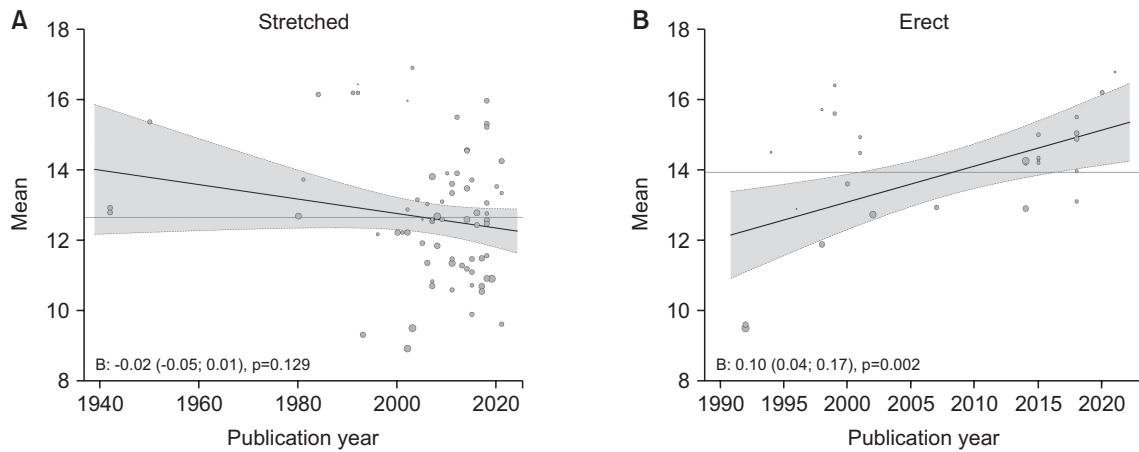 A
Stretched
18
16
14
12
10
8
Mean
B: -0.02 (-0.05; 0.01), p=0.129
1940
1960
1980
2000
2020
Publication year
B
Erect
18
16
14
12
10
8
Mean
B: 0.10 (0.04; 0.17), p=0.002
1990
1995
2000
2005
2010
2015
2020
Publication year